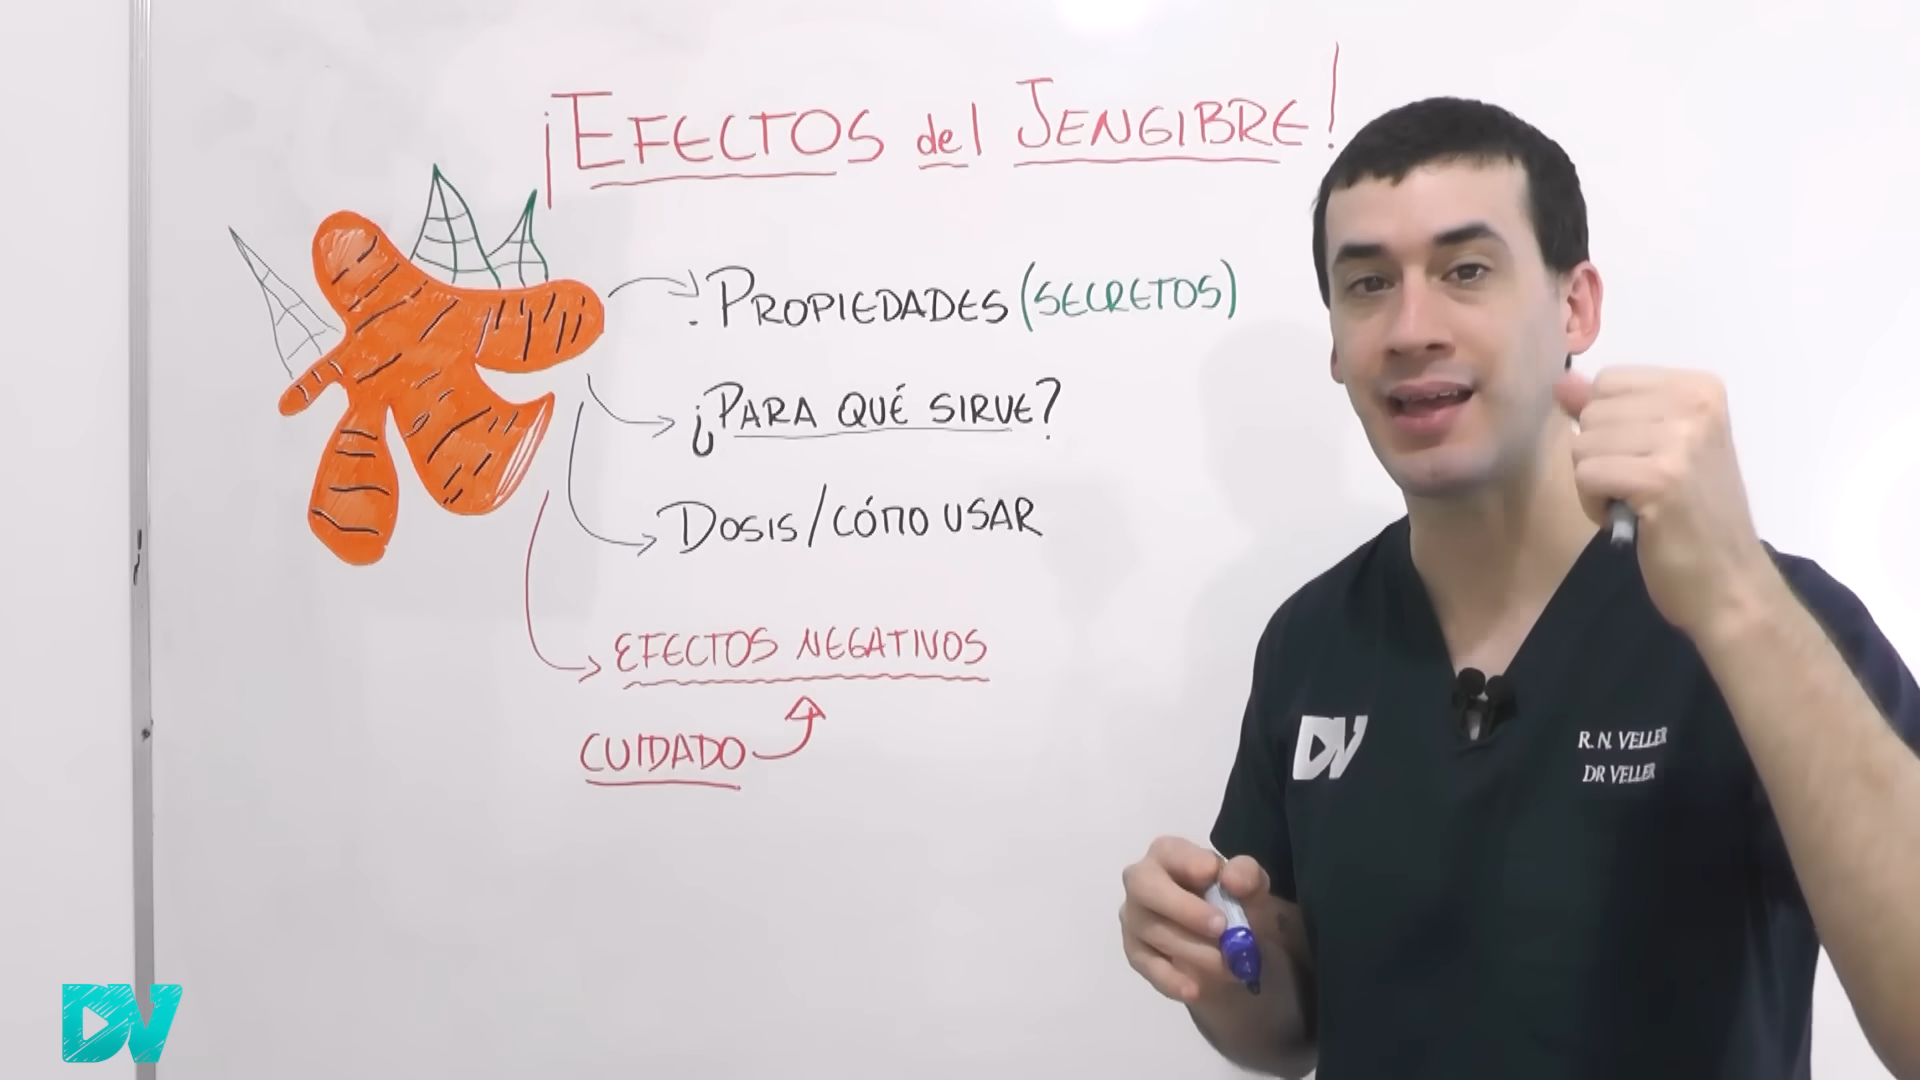 ¡EFECTOS del JENGIBRE!
PROPIEDADES (SECRETOS)
¿PARA QUÉ SIRVE?
DOSIS/CÓMO USAR
EFECTOS NEGATIVOS
CUIDADO
DV
R. N. VELLER
DR VELLER
DV